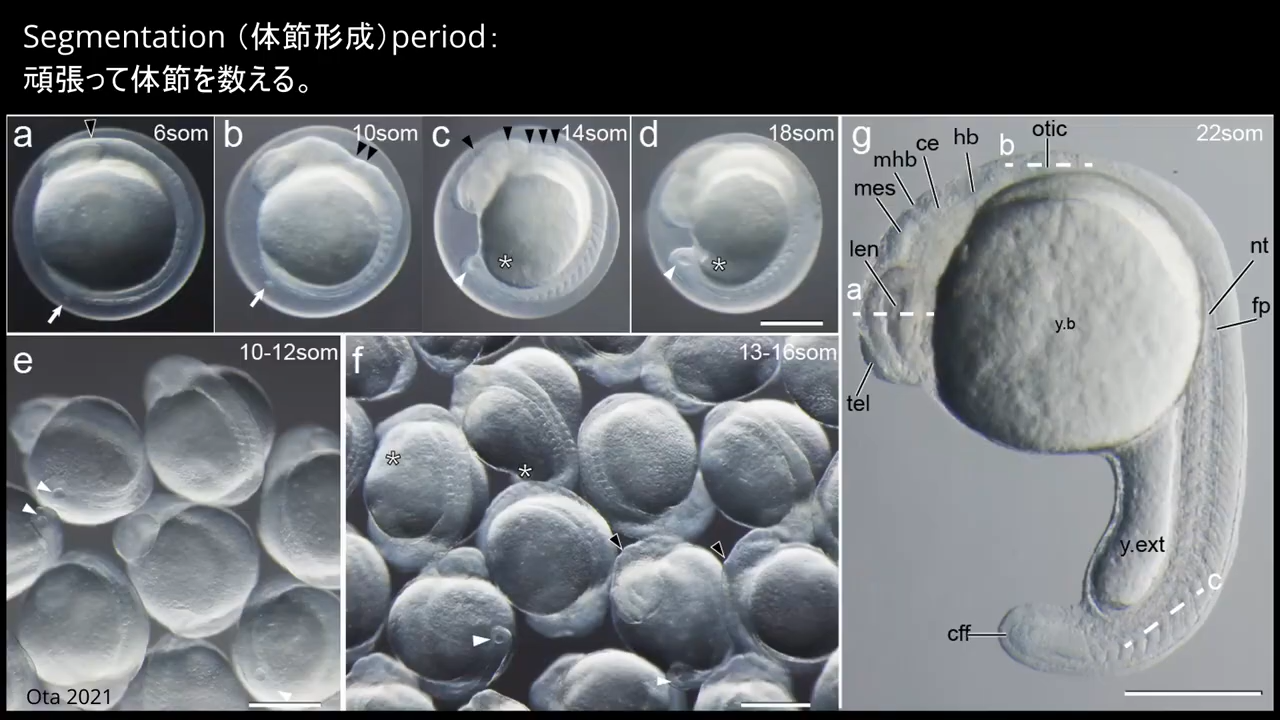 Segmentation（体節形成）period：
頑張って体節を数える。
a 6som
b 10som
c 14som
d 18som
e 10-12som
f 13-16som
g 22som
otic
b
hb
ce
mhb
mes
len
a
tel
nt
fp
y.b
y.ext
c
cff
Ota 2021